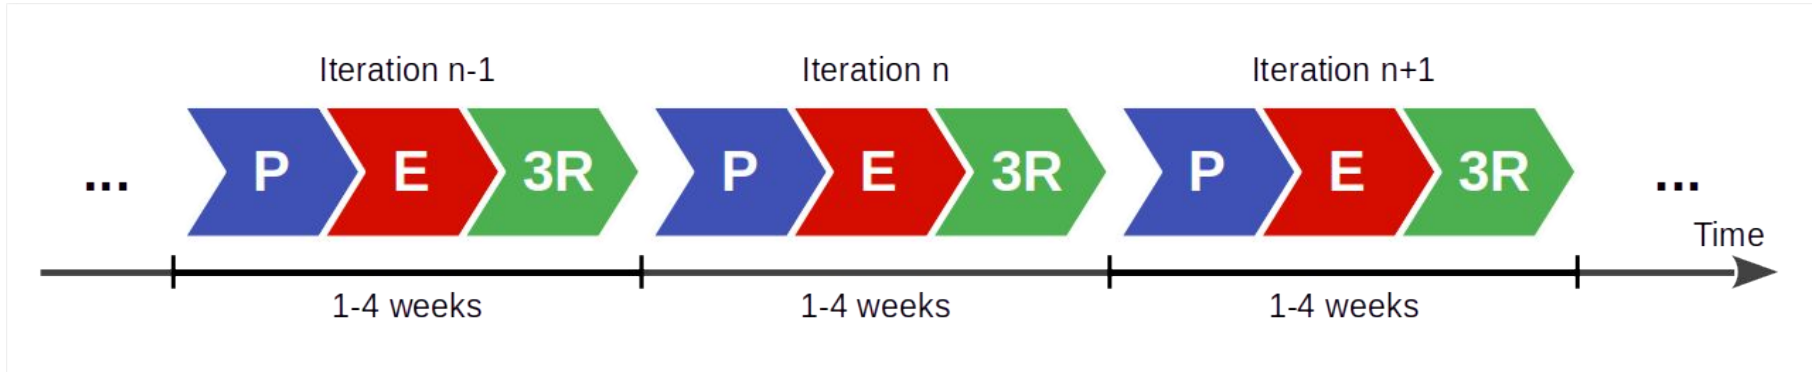 Iteration n-1 Iteration n Iteration n+1
... P E 3R P E 3R P E 3R ...
Time
1-4 weeks 1-4 weeks 1-4 weeks